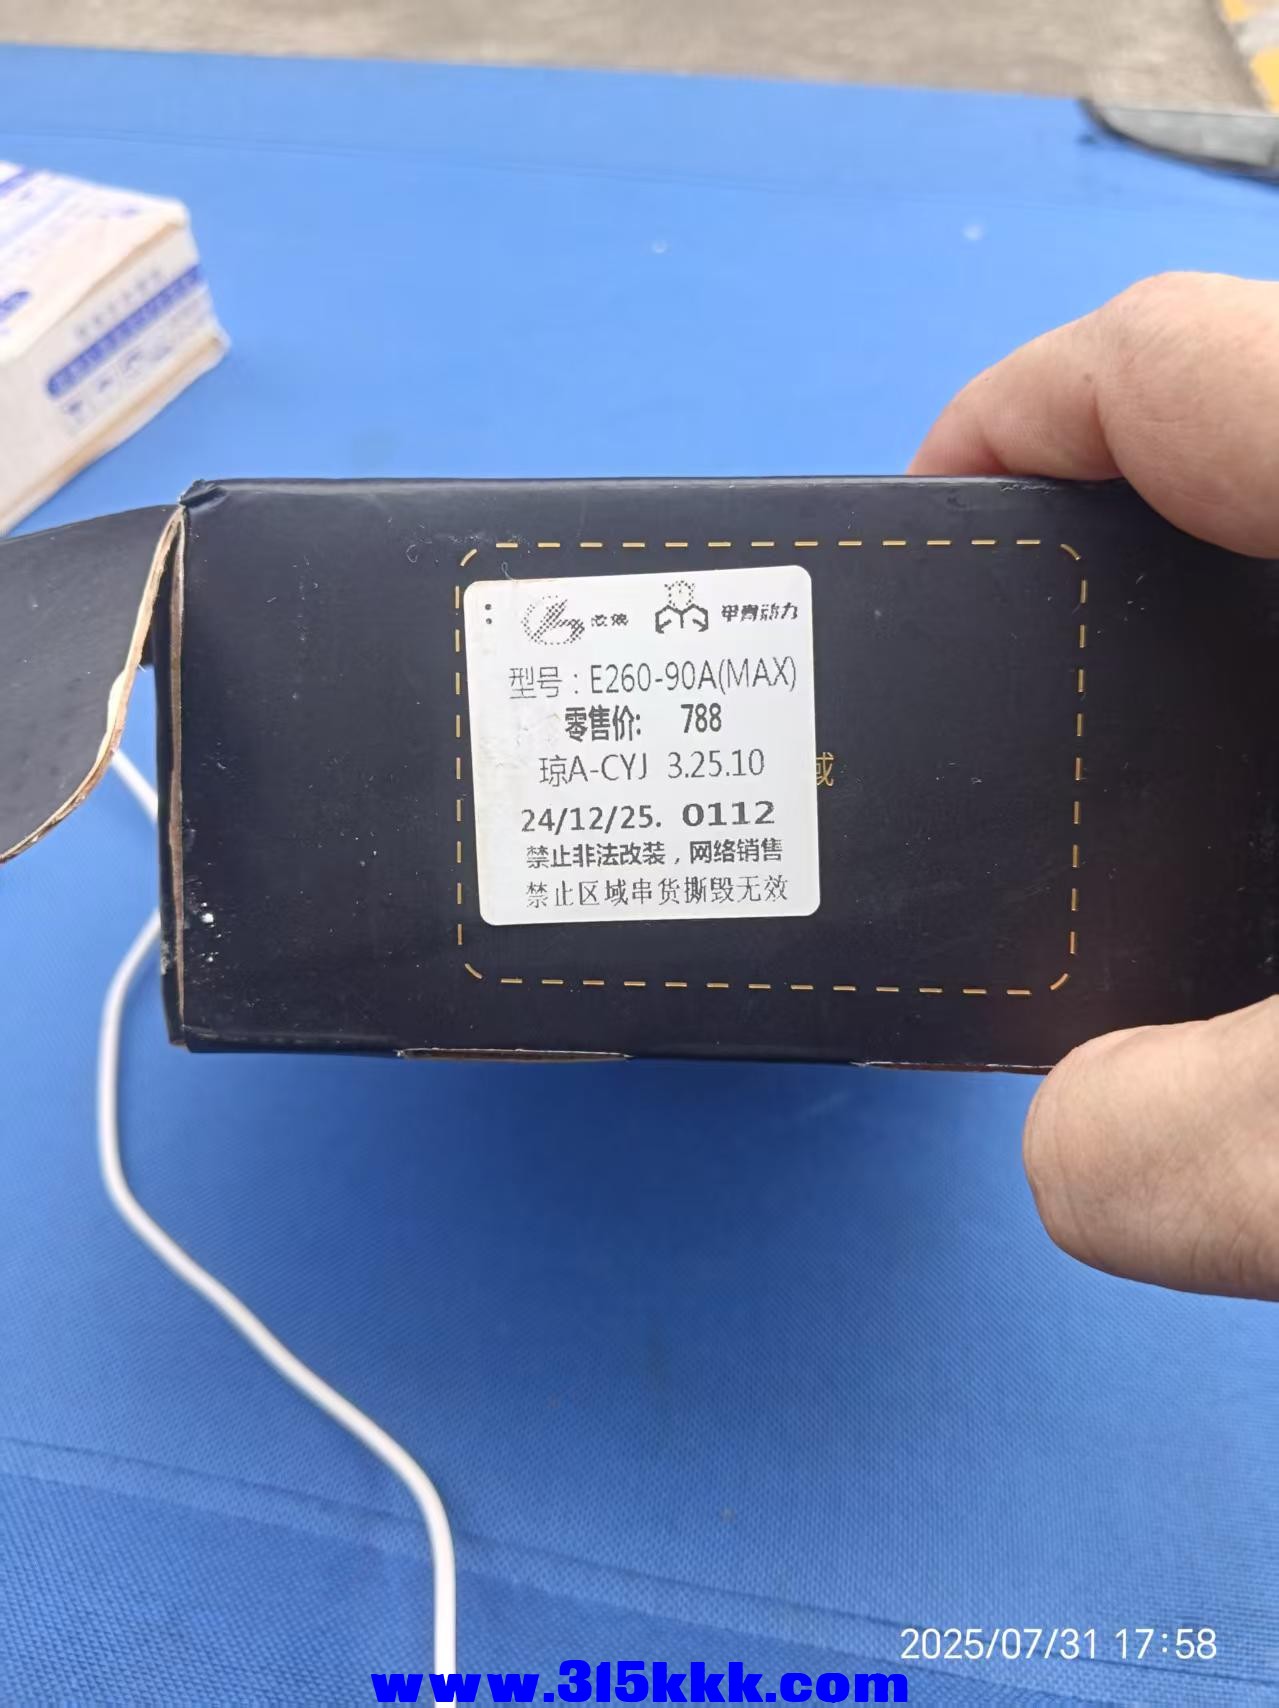 甲青动力
型号：E260-90A(MAX)
零售价: 788
琼A-CYJ 3.25.10
域
24/12/25. 0112
禁止非法改装，网络销售
禁止区域串货撕毁无效
2025/07/31 17:58
www.315kkk.com